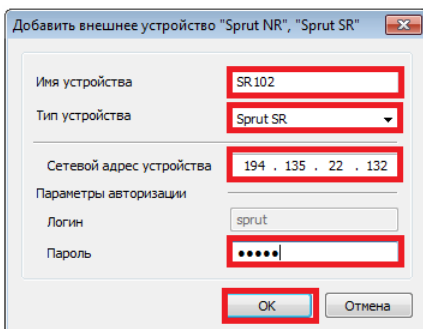 Добавить внешнее устройство "Sprut NR", "Sprut SR"
Имя устройства SR102
Тип устройства Sprut SR
Сетевой адрес устройства 194 . 135 . 22 . 132
Параметры авторизации
Логин sprut
Пароль •••••
OK Отмена